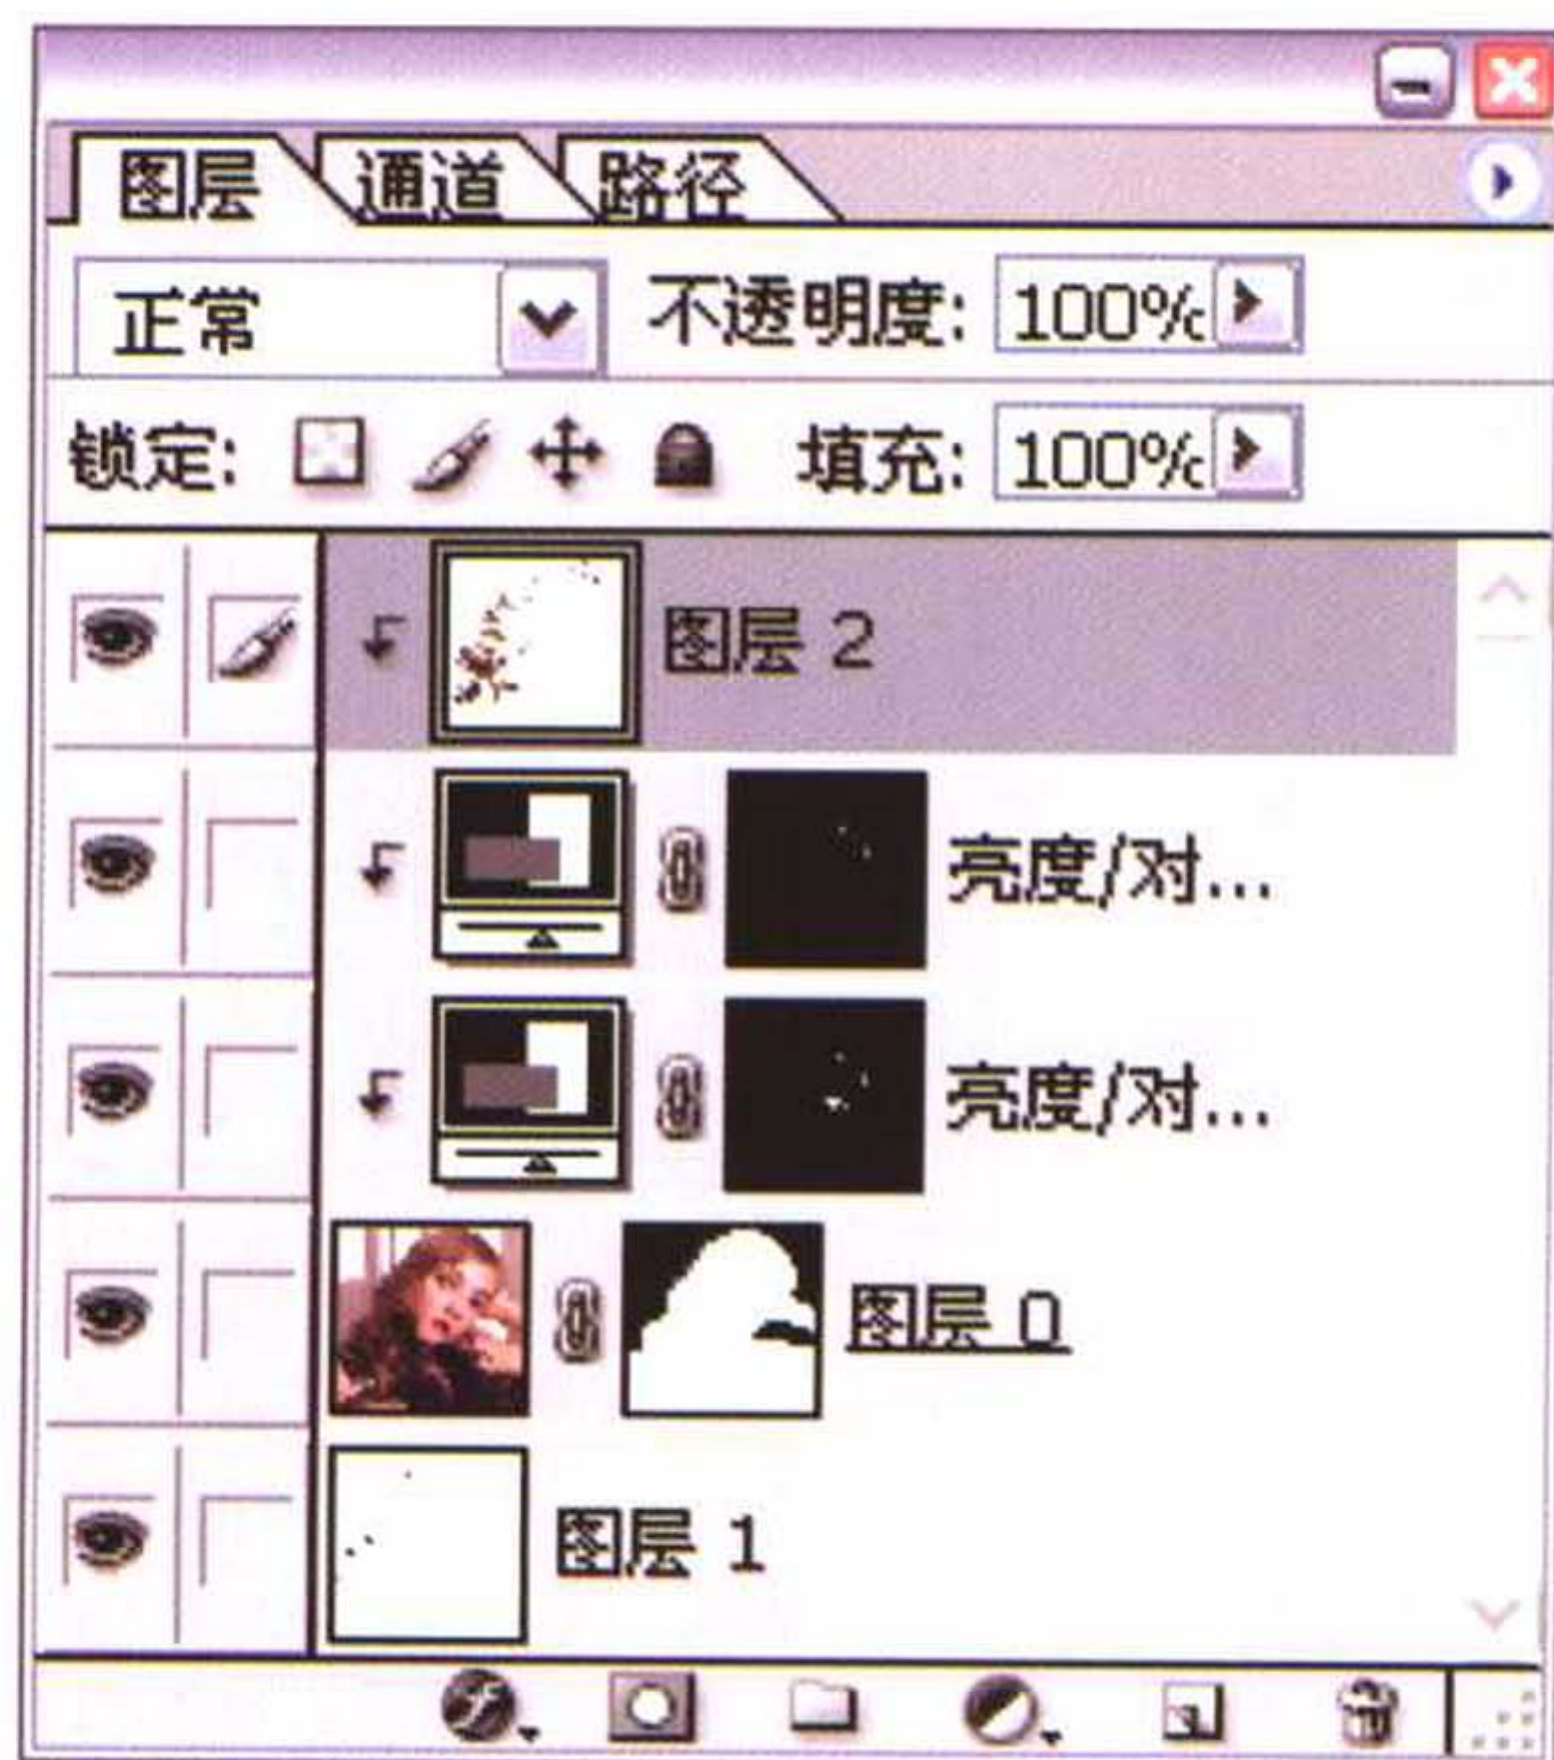 图层 通道 路径
正常 不透明度: 100%
锁定: 填充: 100%
图层 2
亮度/对...
亮度/对...
图层 0
图层 1